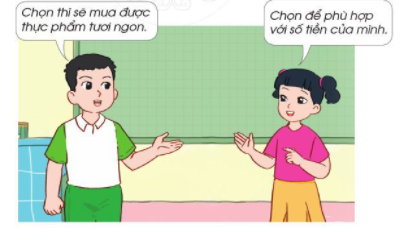 Chọn thì sẽ mua được
thực phẩm tươi ngon.
Chọn để phù hợp
với số tiền của mình.